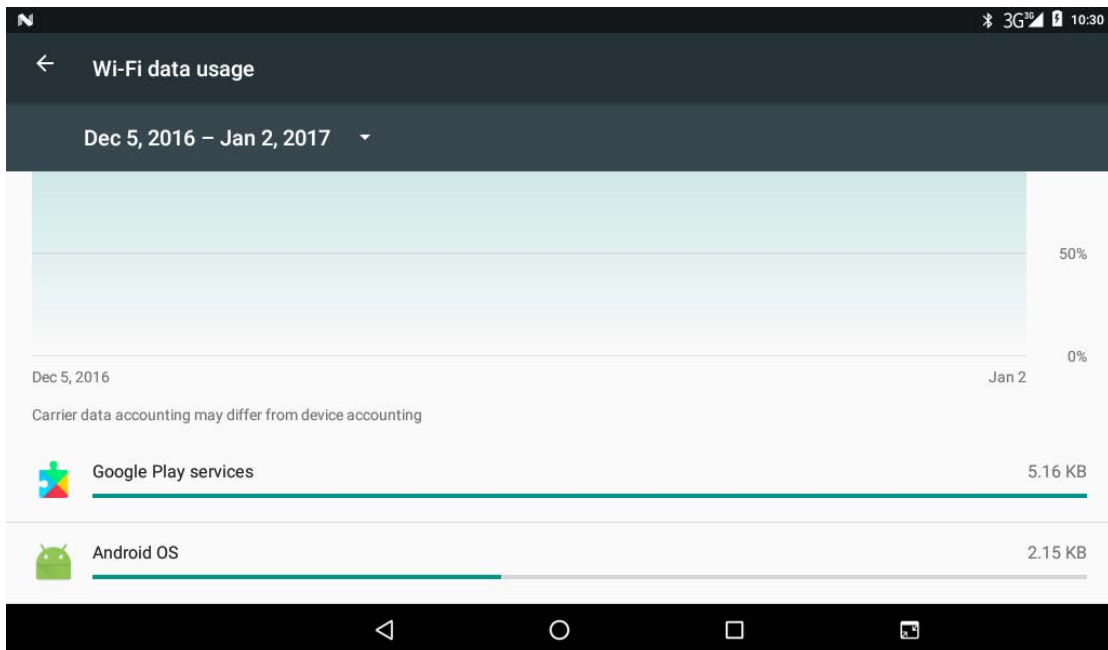 3G 3G 10:30
Wi-Fi data usage
Dec 5, 2016 – Jan 2, 2017
50%
0%
Dec 5, 2016 Jan 2
Carrier data accounting may differ from device accounting
Google Play services 5.16 KB
Android OS 2.15 KB